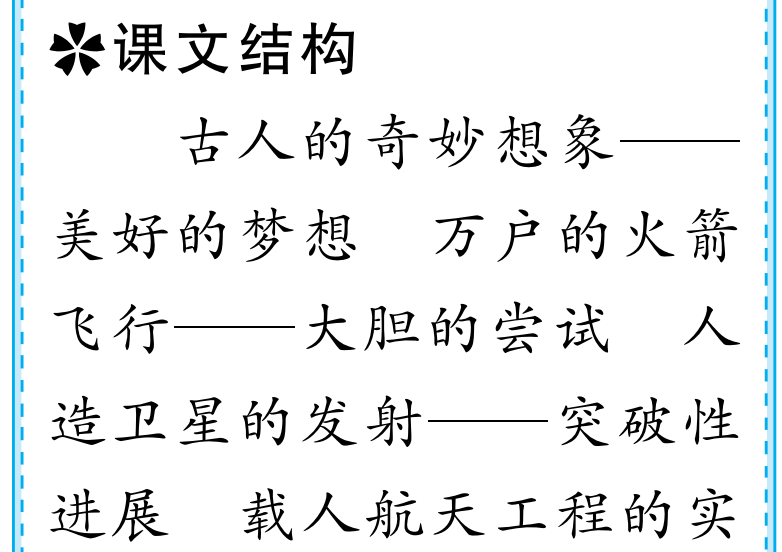 课文结构
古人的奇妙想象——
美好的梦想 万户的火箭
飞行——大胆的尝试 人
造卫星的发射——突破性
进展 载人航天工程的实